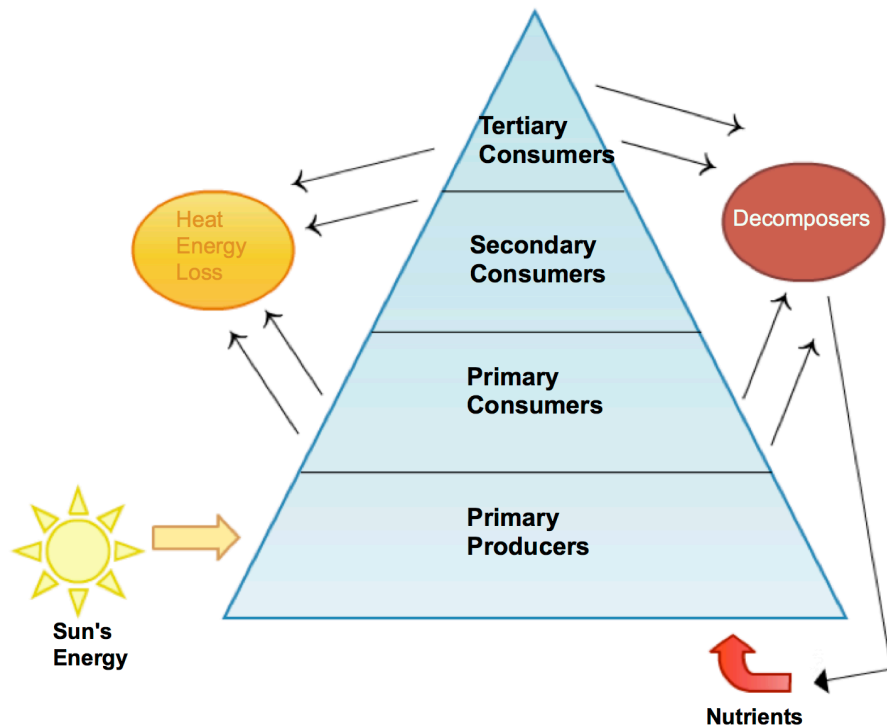 Tertiary
Consumers
Heat
Energy
Loss
Decomposers
Secondary
Consumers
Primary
Consumers
Primary
Producers
Sun's
Energy
Nutrients